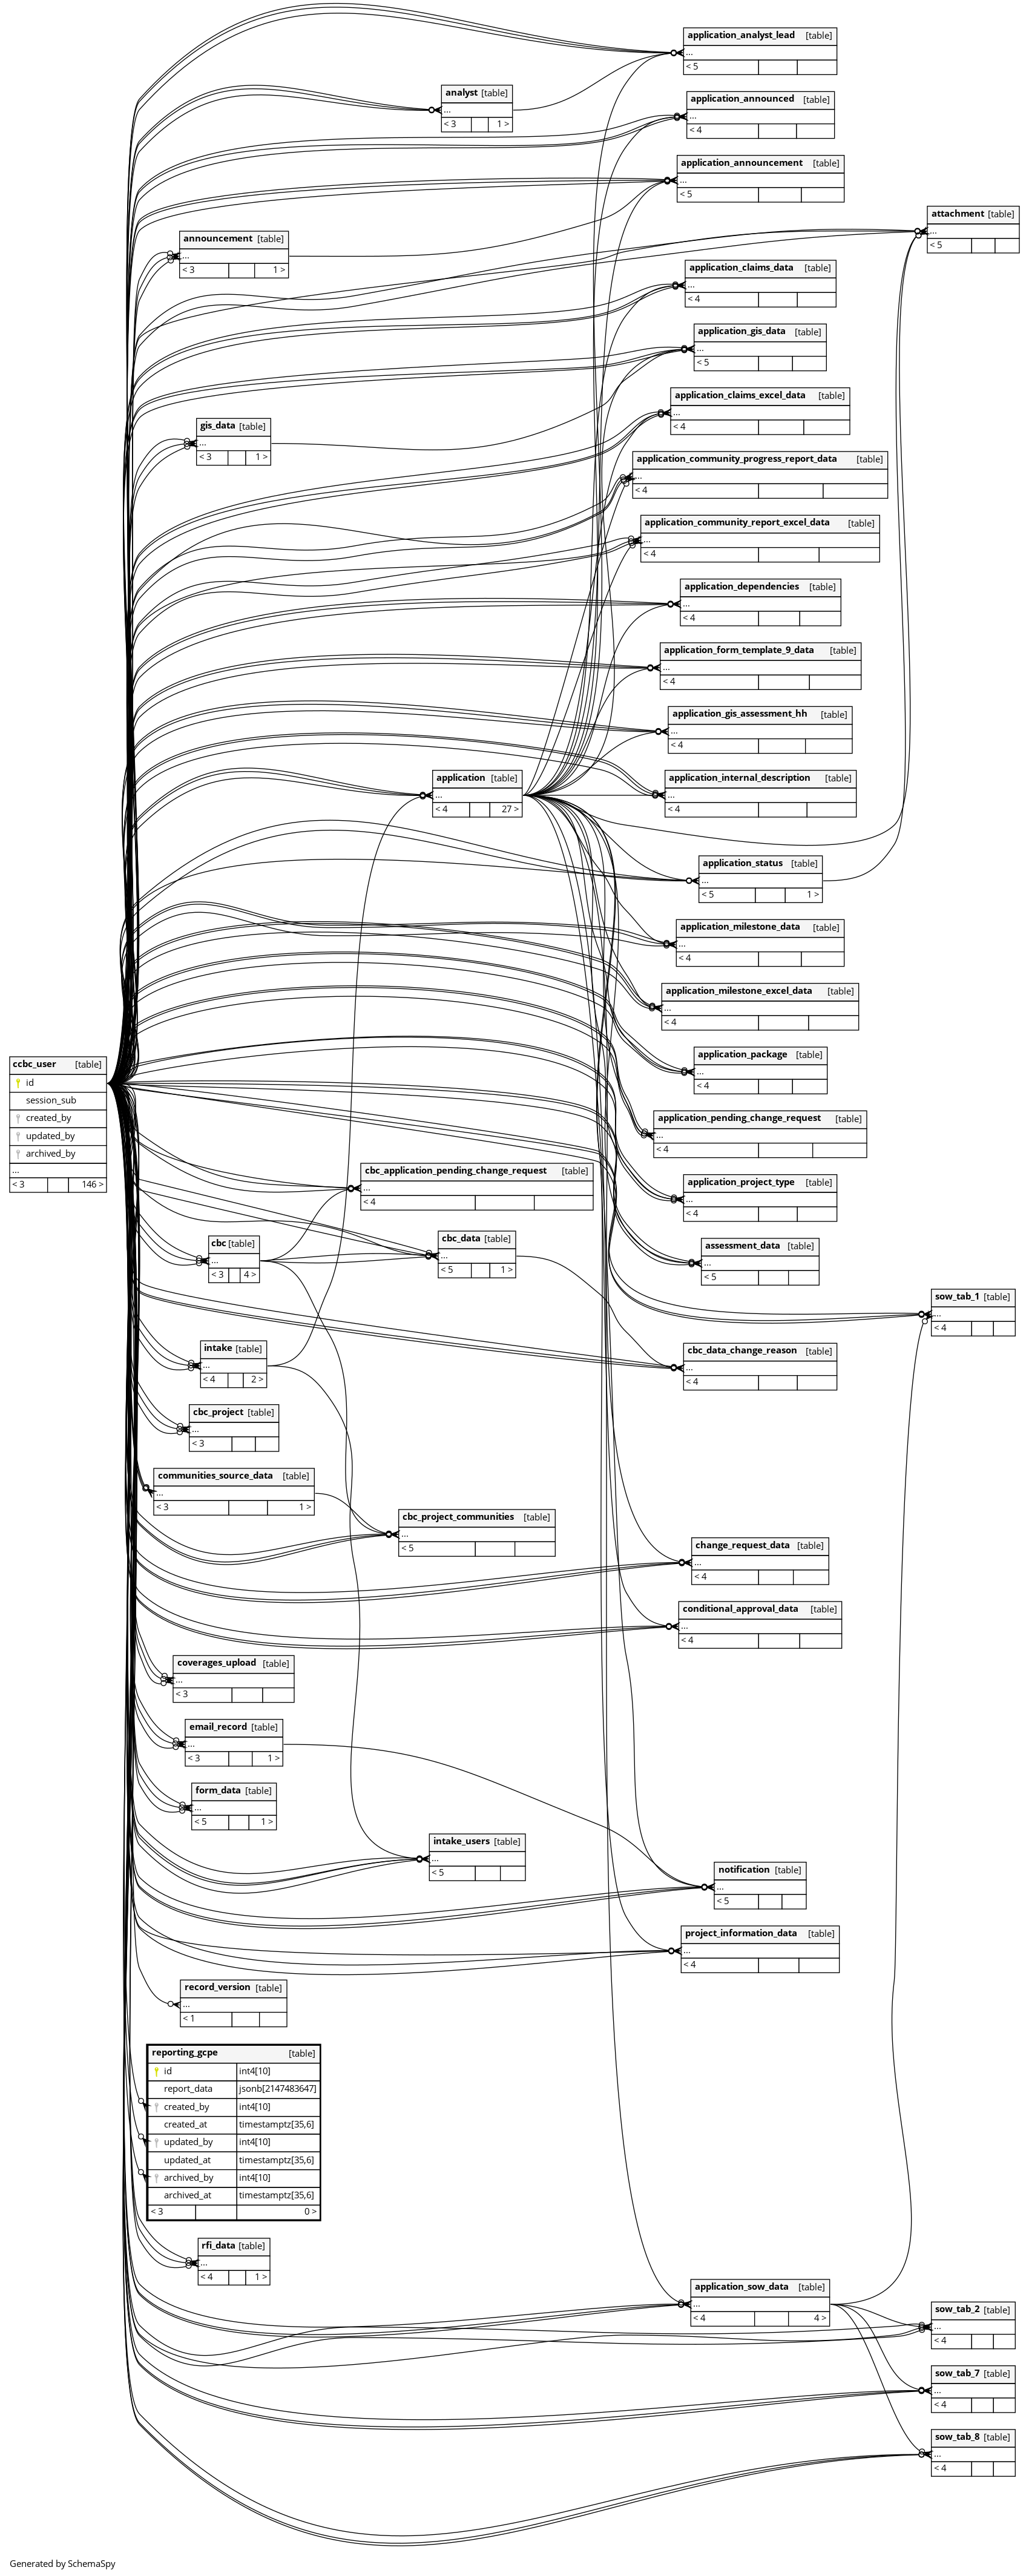 application_analyst_lead [table]
...
< 5
analyst [table]
...
< 3 1 >
application_announced [table]
...
< 4
application_announcement [table]
...
< 5
attachment [table]
...
< 5
announcement [table]
...
< 3 1 >
application_claims_data [table]
...
< 4
application_gis_data [table]
...
< 5
application_claims_excel_data [table]
...
< 4
gis_data [table]
...
< 3 1 >
application_community_progress_report_data [table]
...
< 4
application_community_report_excel_data [table]
...
< 4
application_dependencies [table]
...
< 4
application_form_template_9_data [table]
...
< 4
application_gis_assessment_hh [table]
...
< 4
application [table]
...
< 4 27 >
application_internal_description [table]
...
< 4
application_status [table]
...
< 5 1 >
application_milestone_data [table]
...
< 4
application_milestone_excel_data [table]
...
< 4
application_package [table]
...
< 4
ccbc_user [table]
id
session_sub
created_by
updated_by
archived_by
...
< 3 146 >
application_pending_change_request [table]
...
< 4
cbc_application_pending_change_request [table]
...
< 4
application_project_type [table]
...
< 4
cbc [table]
...
< 3 4 >
cbc_data [table]
...
< 5 1 >
assessment_data [table]
...
< 5
sow_tab_1 [table]
...
< 4
intake [table]
...
< 4 2 >
cbc_data_change_reason [table]
...
< 4
cbc_project [table]
...
< 3
communities_source_data [table]
...
< 3 1 >
cbc_project_communities [table]
...
< 5
change_request_data [table]
...
< 4
conditional_approval_data [table]
...
< 4
coverages_upload [table]
...
< 3
email_record [table]
...
< 3 1 >
form_data [table]
...
< 5 1 >
intake_users [table]
...
< 5
notification [table]
...
< 5
project_information_data [table]
...
< 4
record_version [table]
...
< 1
reporting_gcpe [table]
id int4[10]
report_data jsonb[2147483647]
created_by int4[10]
created_at timestamptz[35,6]
updated_by int4[10]
updated_at timestamptz[35,6]
archived_by int4[10]
archived_at timestamptz[35,6]
< 3 0 >
rfi_data [table]
...
< 4 1 >
application_sow_data [table]
...
< 4 4 >
sow_tab_2 [table]
...
< 4
sow_tab_7 [table]
...
< 4
sow_tab_8 [table]
...
< 4
Generated by SchemaSpy